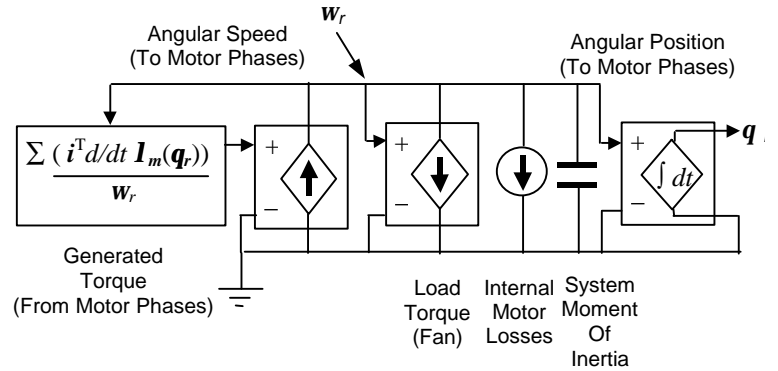 w_r
Angular Speed
(To Motor Phases)
Angular Position
(To Motor Phases)
∑ (i^T d/dt l_m(q_r))
w_r
+
−
+
−
+
−
∫ dt
q
Generated
Torque
(From Motor Phases)
Load
Torque
(Fan)
Internal
Motor
Losses
System
Moment
Of
Inertia